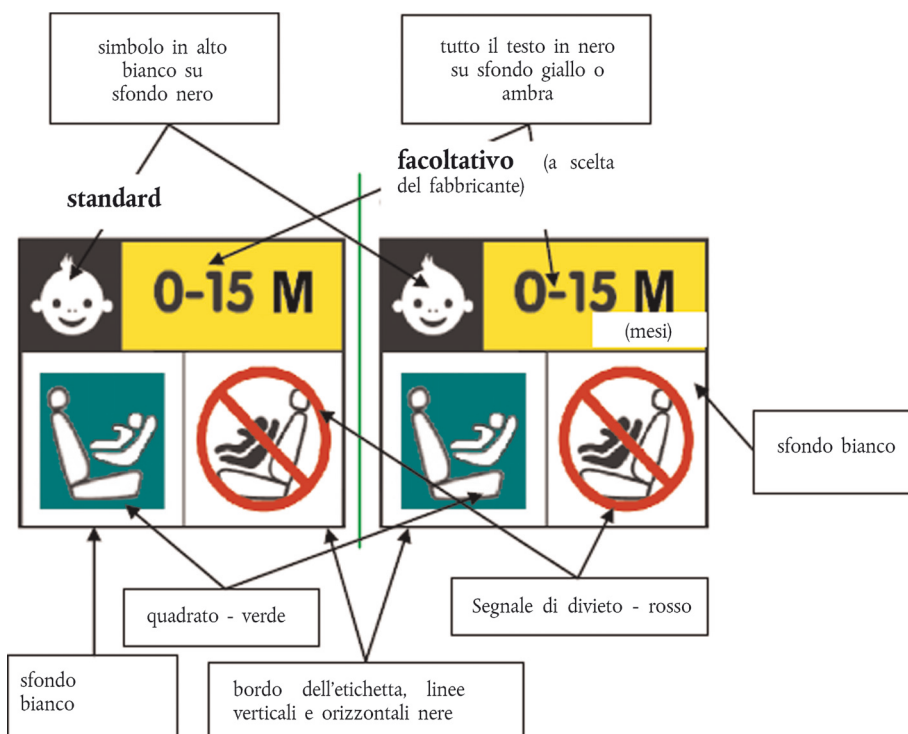 simbolo in alto
bianco su
sfondo nero
tutto il testo in nero
su sfondo giallo o
ambra
standard
facoltativo (a scelta
del fabbricante)
0-15 M
0-15 M
(mesi)
sfondo bianco
quadrato - verde
Segnale di divieto - rosso
sfondo
bianco
bordo dell'etichetta, linee
verticali e orizzontali nere